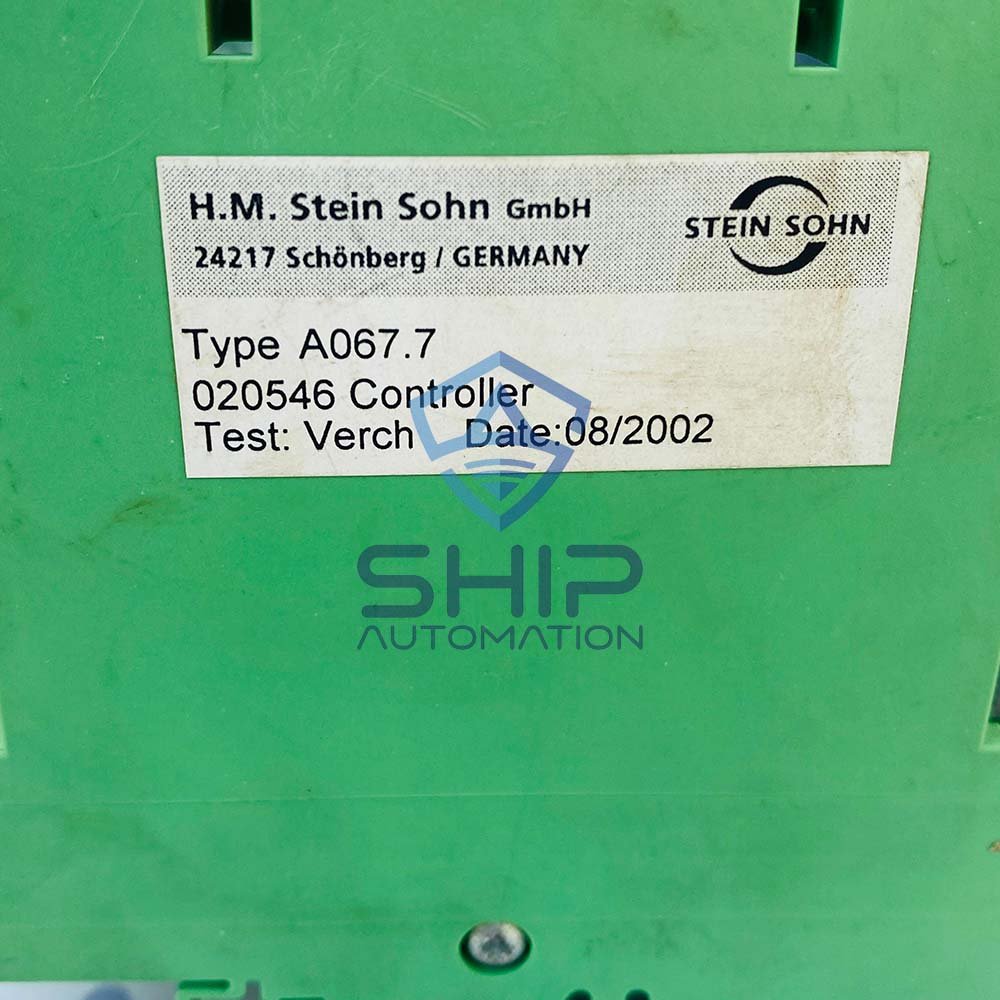 H.M. Stein Sohn GmbH
24217 Schönberg / GERMANY
STEIN SOHN
Type A067.7
020546 Controller
Test: Verch Date:08/2002
SHIP
AUTOMATION